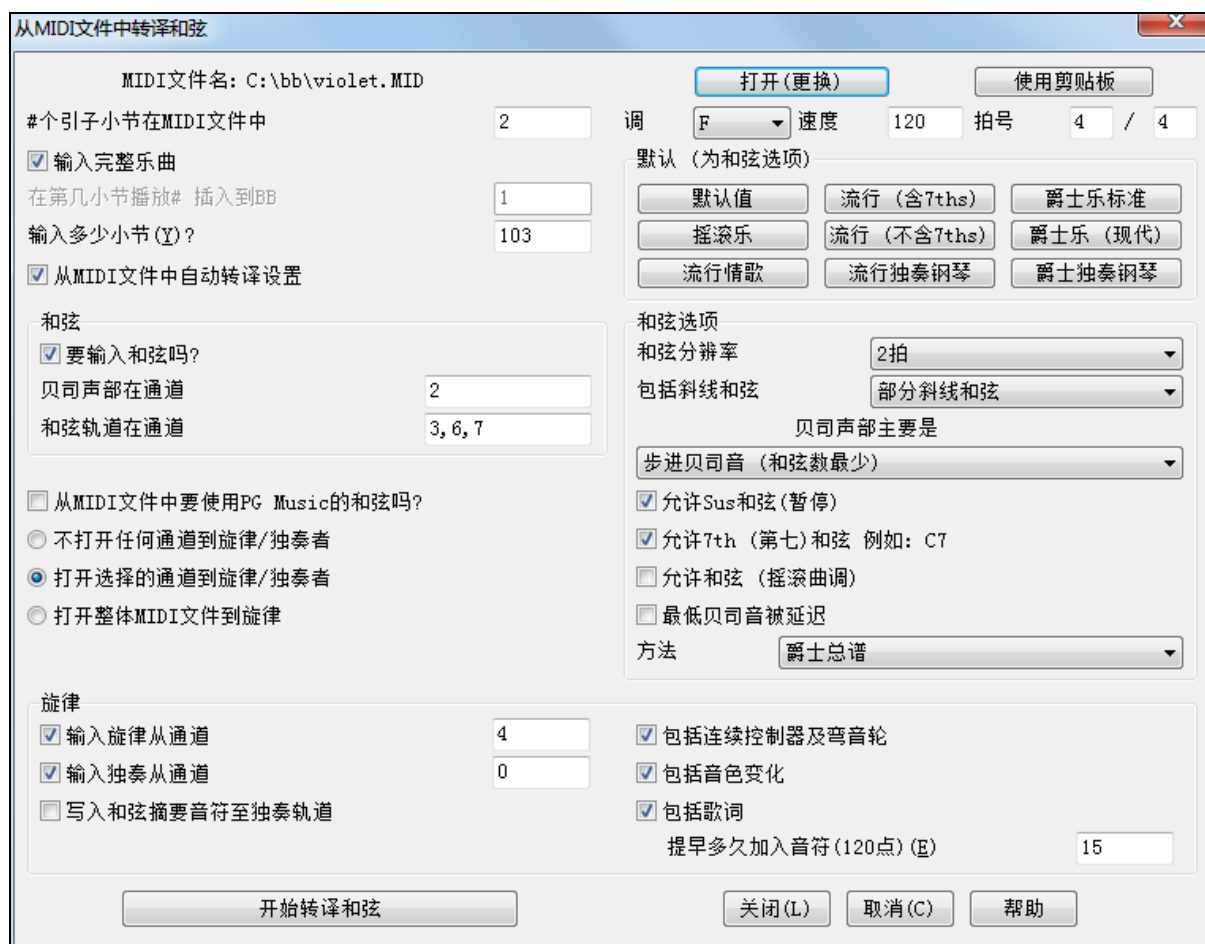 从MIDI文件中转译和弦
MIDI文件名: C:\bb\violet.MID 打开(更换) 使用剪贴板
#个引子小节在MIDI文件中 2 调 F 速度 120 拍号 4 / 4
输入完整乐曲
默认 (为和弦选项)
在第几小节播放# 插入到BB 1
默认值 流行 (含7ths) 爵士乐标准
输入多少小节(Y)? 103
摇滚乐 流行 (不含7ths) 爵士乐 (现代)
从MIDI文件中自动转译设置
流行情歌 流行独奏钢琴 爵士独奏钢琴
和弦
要输入和弦吗?
贝司声部在通道 2
和弦轨道在通道 3,6,7
和弦选项
和弦分辨率 2拍
包括斜线和弦 部分斜线和弦
贝司声部主要是
步进贝司音 (和弦数最少)
从MIDI文件中要使用PG Music的和弦吗?
不打开任何通道到旋律/独奏者
打开选择的通道到旋律/独奏者
打开整体MIDI文件到旋律
允许Sus和弦(暂停)
允许7th (第七)和弦 例如: C7
允许和弦 (摇滚曲调)
最低贝司音被延迟
方法 爵士总谱
旋律
输入旋律从通道 4
输入独奏从通道 0
写入和弦摘要音符至独奏轨道
包括连续控制器及弯音轮
包括音色变化
包括歌词
提早多久加入音符(120点)(E) 15
开始转译和弦 关闭(L) 取消(C) 帮助